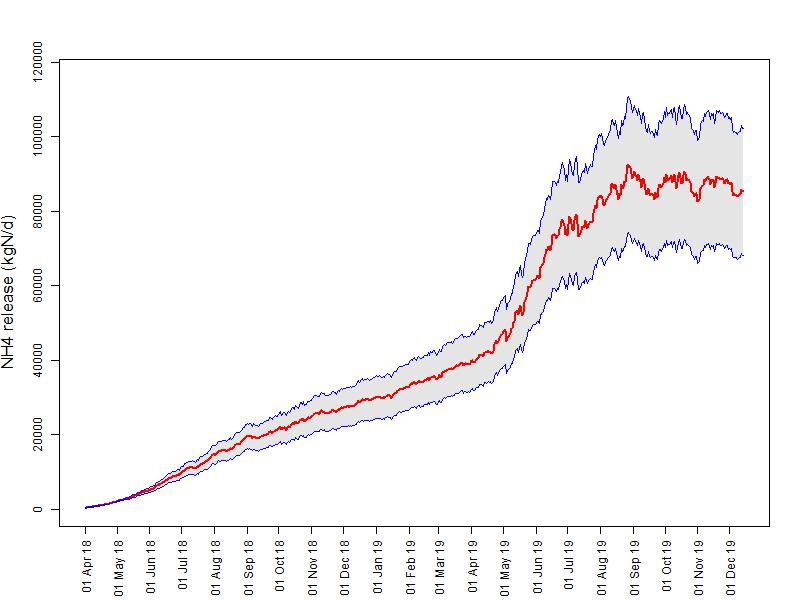 NH4 release (kgN/d)
120000
100000
80000
60000
40000
20000
0
01 Apr 18
01 May 18
01 Jun 18
01 Jul 18
01 Aug 18
01 Sep 18
01 Oct 18
01 Nov 18
01 Dec 18
01 Jan 19
01 Feb 19
01 Mar 19
01 Apr 19
01 May 19
01 Jun 19
01 Jul 19
01 Aug 19
01 Sep 19
01 Oct 19
01 Nov 19
01 Dec 19